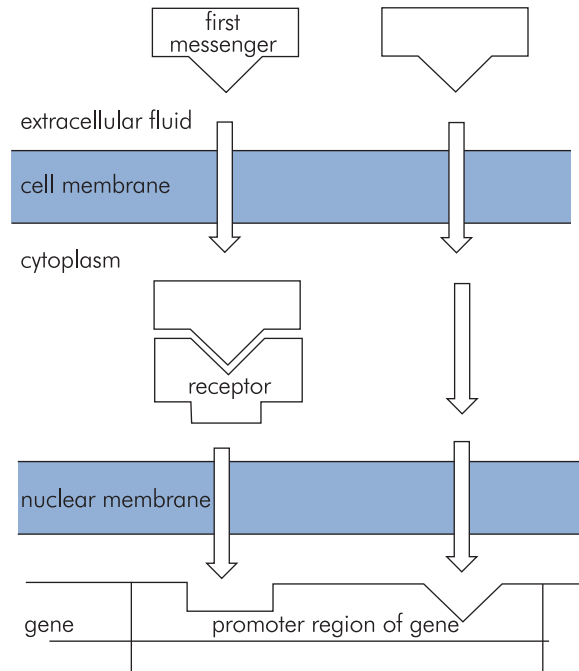 first
messenger
extracellular fluid
cell membrane
cytoplasm
receptor
nuclear membrane
gene
promoter region of gene